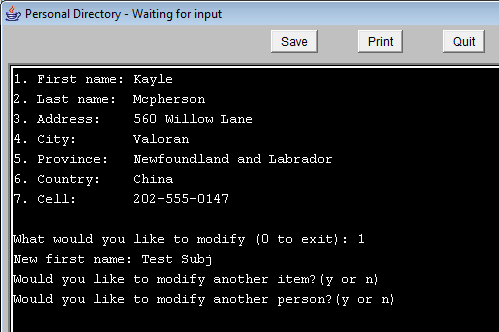 Personal Directory - Waiting for input
Save Print Quit
1. First name: Kayle
2. Last name: Mcpherson
3. Address: 560 Willow Lane
4. City: Valoran
5. Province: Newfoundland and Labrador
6. Country: China
7. Cell: 202-555-0147
What would you like to modify (0 to exit): 1
New first name: Test Subj
Would you like to modify another item?(y or n)
Would you like to modify another person?(y or n)